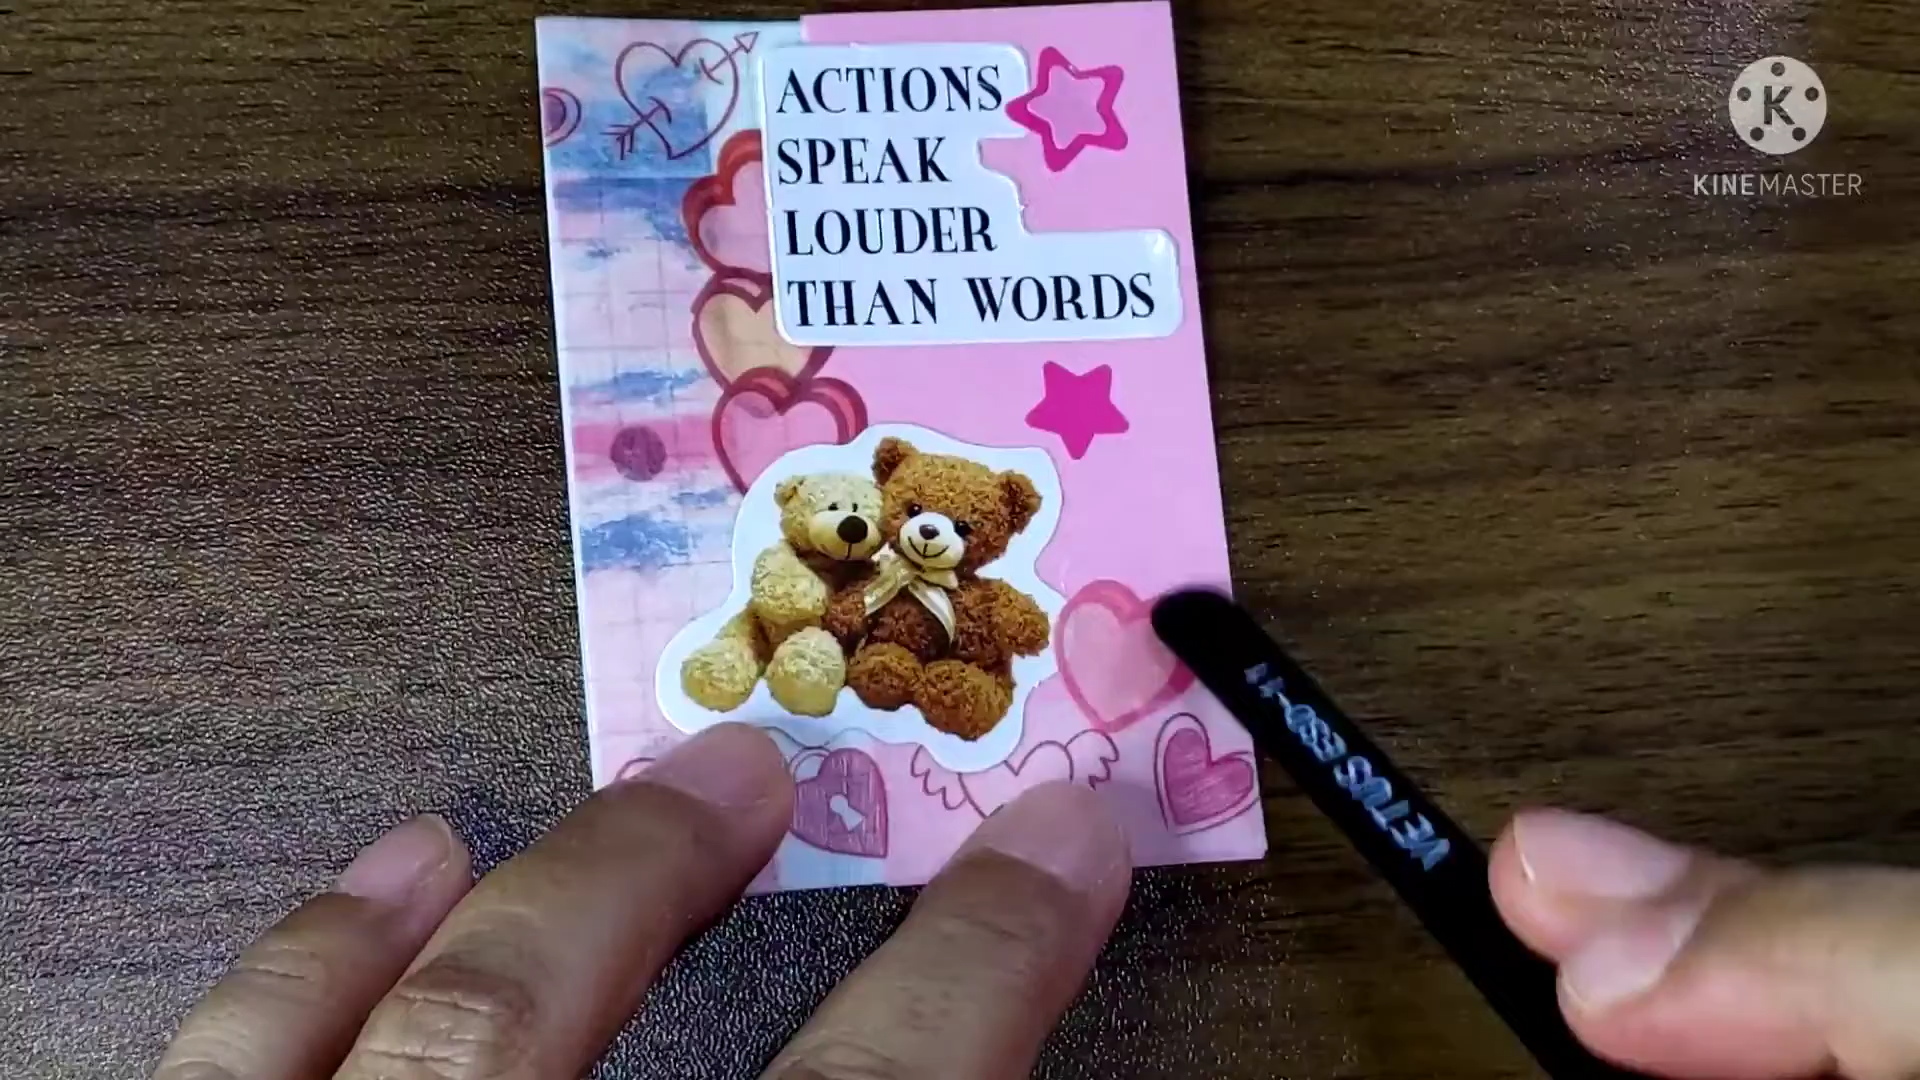 ACTIONS
SPEAK
LOUDER
THAN WORDS
K
KINEMASTER
VETUS ESD-11